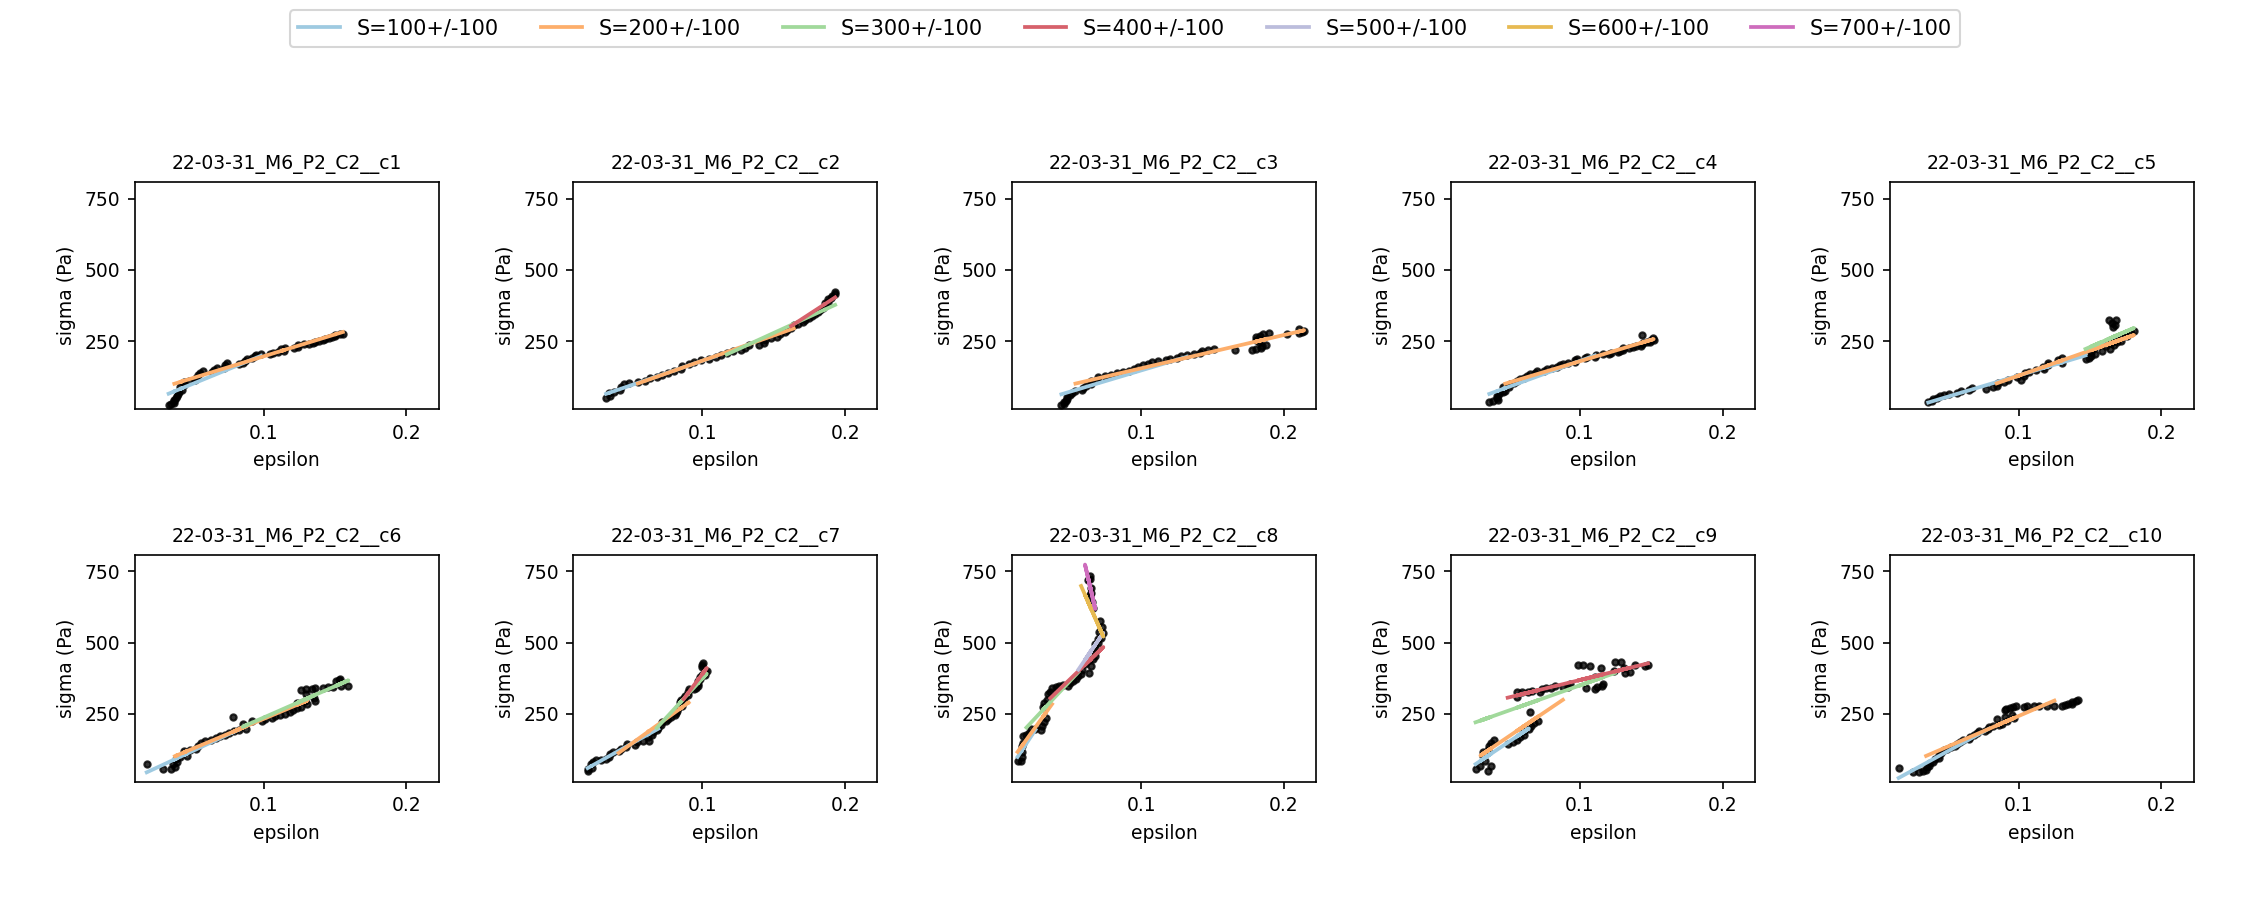 S=100+/-100 S=200+/-100 S=300+/-100 S=400+/-100 S=500+/-100 S=600+/-100 S=700+/-100
22-03-31_M6_P2_C2__c1
750
500
250
sigma (Pa)
0.1 0.2
epsilon
22-03-31_M6_P2_C2__c2
750
500
250
sigma (Pa)
0.1 0.2
epsilon
22-03-31_M6_P2_C2__c3
750
500
250
sigma (Pa)
0.1 0.2
epsilon
22-03-31_M6_P2_C2__c4
750
500
250
sigma (Pa)
0.1 0.2
epsilon
22-03-31_M6_P2_C2__c5
750
500
250
sigma (Pa)
0.1 0.2
epsilon
22-03-31_M6_P2_C2__c6
750
500
250
sigma (Pa)
0.1 0.2
epsilon
22-03-31_M6_P2_C2__c7
750
500
250
sigma (Pa)
0.1 0.2
epsilon
22-03-31_M6_P2_C2__c8
750
500
250
sigma (Pa)
0.1 0.2
epsilon
22-03-31_M6_P2_C2__c9
750
500
250
sigma (Pa)
0.1 0.2
epsilon
22-03-31_M6_P2_C2__c10
750
500
250
sigma (Pa)
0.1 0.2
epsilon